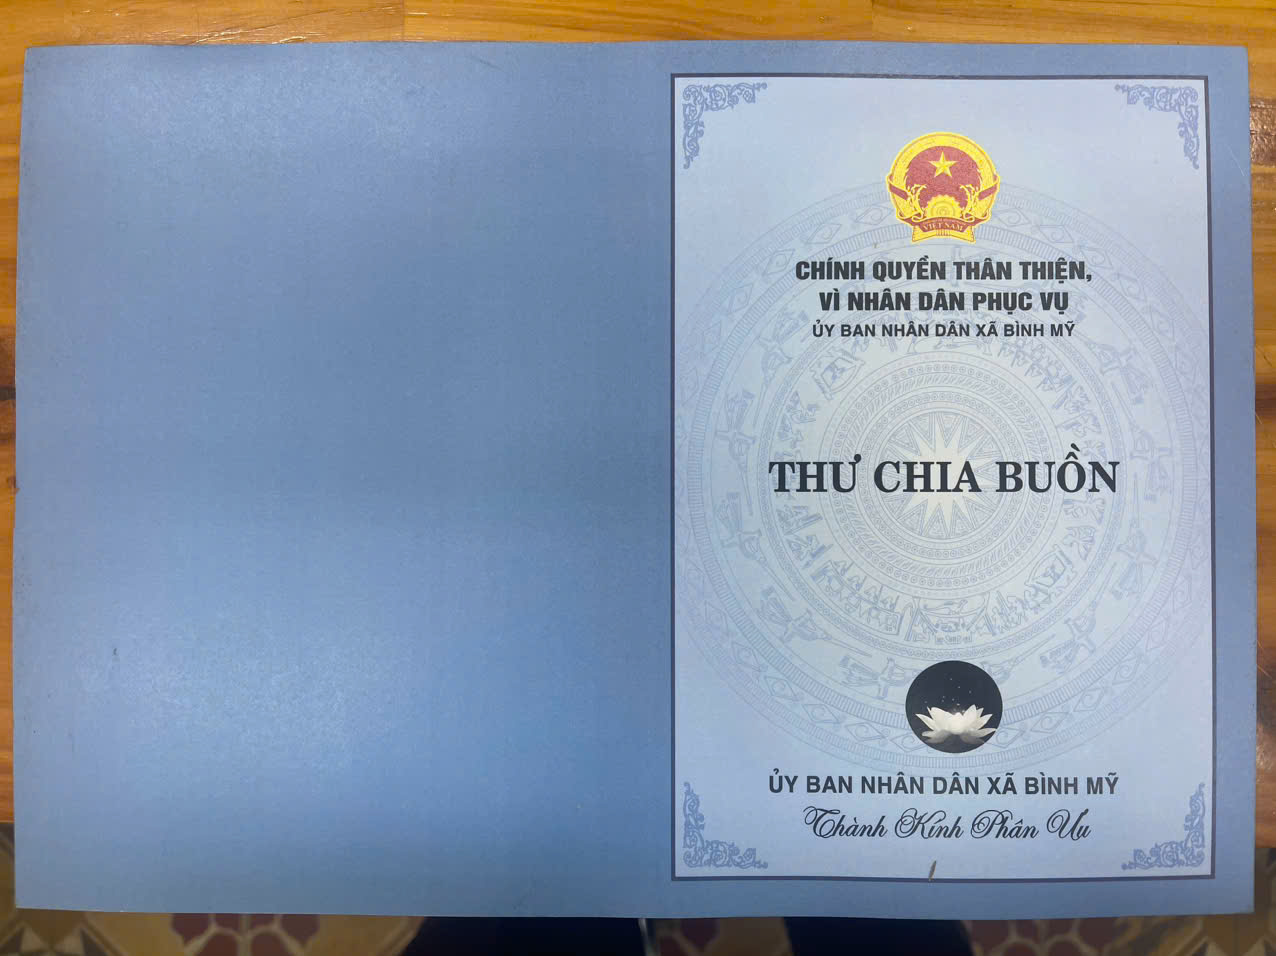 VIỆT NAM
CHÍNH QUYỀN THÂN THIỆN,
VÌ NHÂN DÂN PHỤC VỤ
ỦY BAN NHÂN DÂN XÃ BÌNH MỸ
THƯ CHIA BUỒN
ỦY BAN NHÂN DÂN XÃ BÌNH MỸ
Thành Kính Phân Ưu